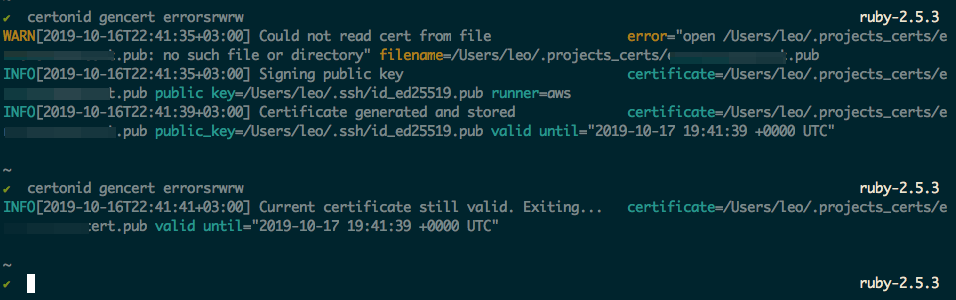 ✔ certonid gencert errorsrwrw ruby-2.5.3
WARN[2019-10-16T22:41:35+03:00] Could not read cert from file error="open /Users/leo/.projects_certs/e
.pub: no such file or directory" filename=/Users/leo/.projects_certs/ .pub
INFO[2019-10-16T22:41:35+03:00] Signing public key certificate=/Users/leo/.projects_certs/e
.pub public key=/Users/leo/.ssh/id_ed25519.pub runner=aws
INFO[2019-10-16T22:41:39+03:00] Certificate generated and stored certificate=/Users/leo/.projects_certs/e
.pub public_key=/Users/leo/.ssh/id_ed25519.pub valid until="2019-10-17 19:41:39 +0000 UTC"
~
✔ certonid gencert errorsrwrw ruby-2.5.3
INFO[2019-10-16T22:41:41+03:00] Current certificate still valid. Exiting... certificate=/Users/leo/.projects_certs/e
cert.pub valid until="2019-10-17 19:41:39 +0000 UTC"
~
✔ ruby-2.5.3